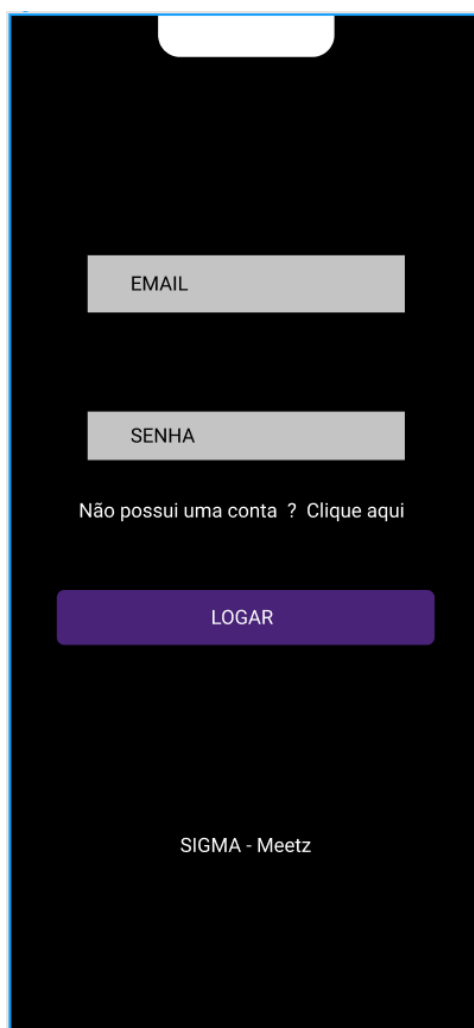 EMAIL
SENHA
Não possui uma conta ? Clique aqui
LOGAR
SIGMA - Meetz